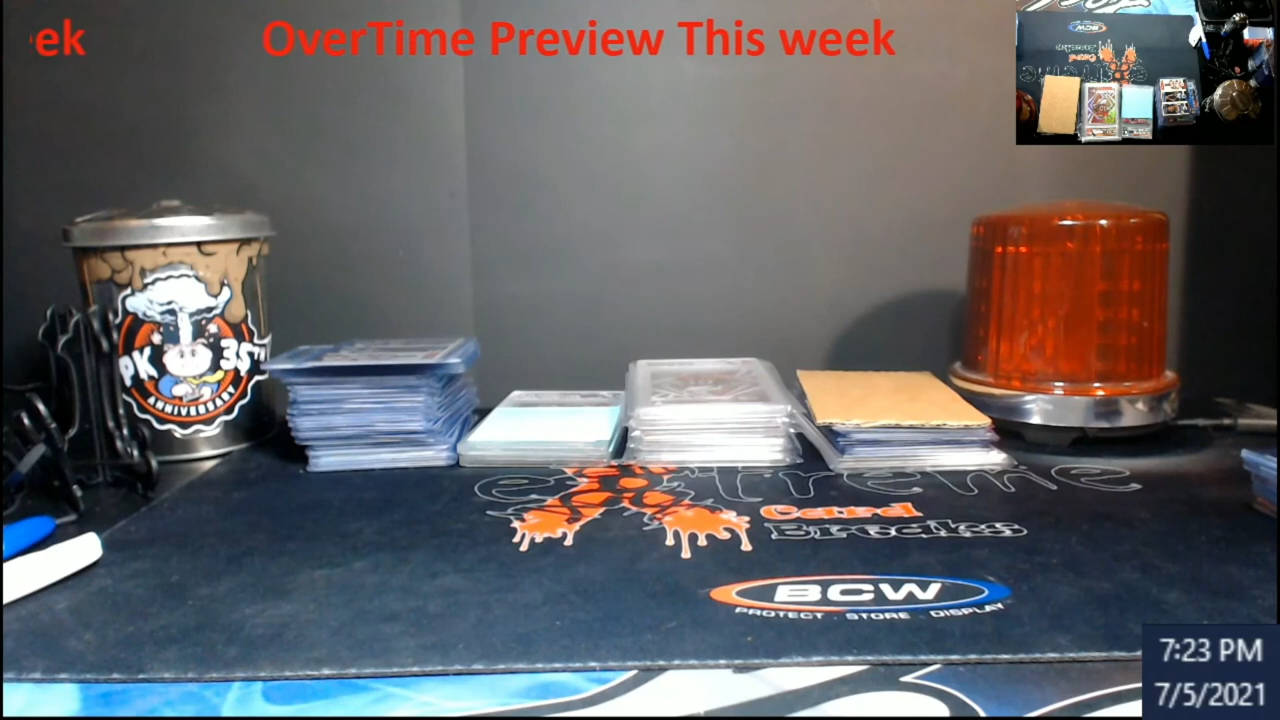 ek OverTime Preview This week
PK 35TH
ANNIVERSARY
extreme
Card
Breaks
BCW
PROTECT · STORE · DISPLAY
7:23 PM
7/5/2021